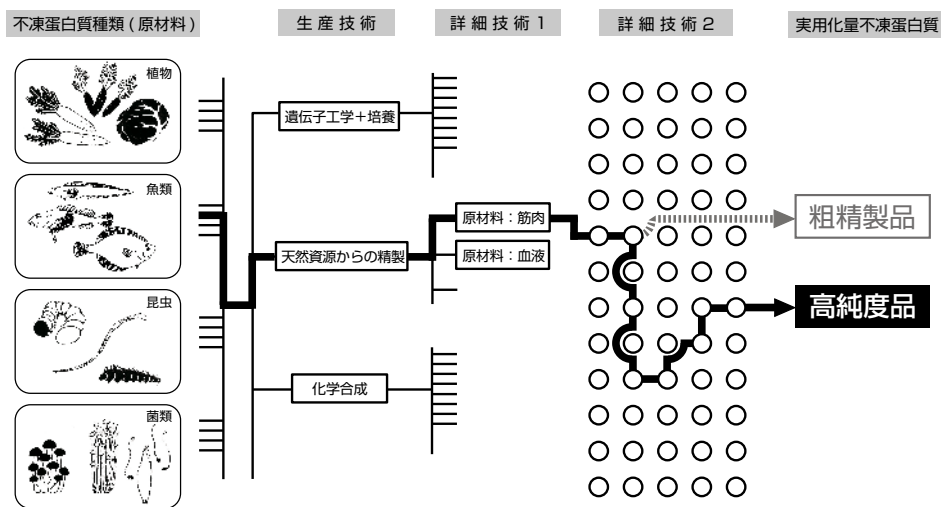 不凍蛋白質種類（原材料）
生産技術
詳細技術1
詳細技術2
実用化量不凍蛋白質
植物
魚類
昆虫
菌類
遺伝子工学＋培養
天然資源からの精製
化学合成
原材料：筋肉
原材料：血液
粗精製品
高純度品